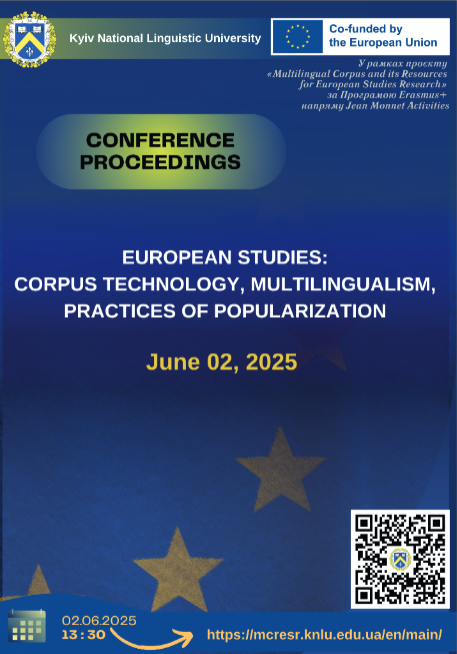 Kyiv National Linguistic University
Co-funded by
the European Union
У рамках проєкту
«Multilingual Corpus and its Resources
for European Studies Research»
за Програмою Erasmus+
напряму Jean Monnet Activities
CONFERENCE
PROCEEDINGS
EUROPEAN STUDIES:
CORPUS TECHNOLOGY, MULTILINGUALISM,
PRACTICES OF POPULARIZATION
June 02, 2025
02.06.2025
13:30
https://mcresr.knlu.edu.ua/en/main/